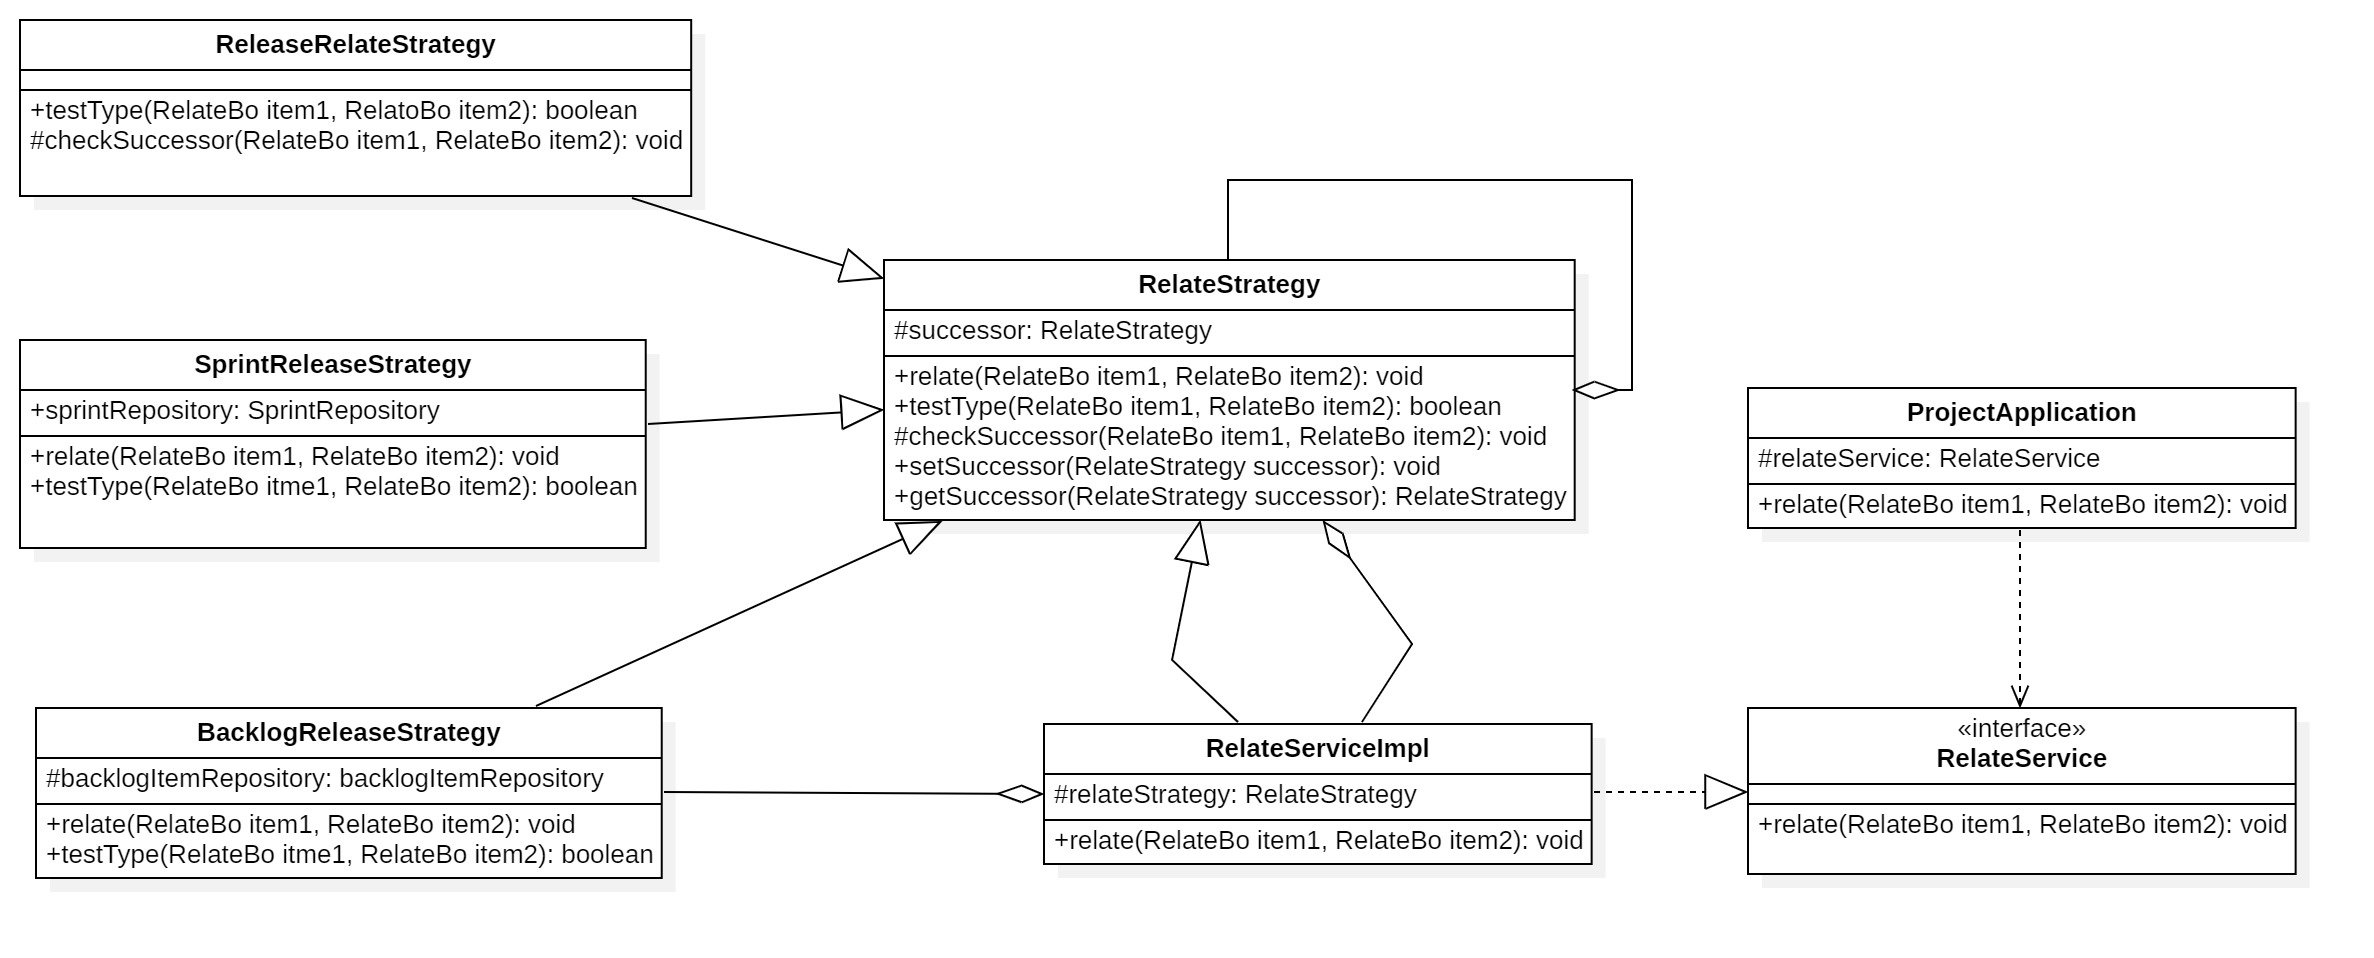 ReleaseRelateStrategy
+testType(RelateBo item1, RelatoBo item2): boolean
#checkSuccessor(RelateBo item1, RelateBo item2): void
RelateStrategy
#successor: RelateStrategy
+relate(RelateBo item1, RelateBo item2): void
+testType(RelateBo item1, RelateBo item2): boolean
#checkSuccessor(RelateBo item1, RelateBo item2): void
+setSuccessor(RelateStrategy successor): void
+getSuccessor(RelateStrategy successor): RelateStrategy
SprintReleaseStrategy
+sprintRepository: SprintRepository
+relate(RelateBo item1, RelateBo item2): void
+testType(RelateBo itme1, RelateBo item2): boolean
ProjectApplication
#relateService: RelateService
+relate(RelateBo item1, RelateBo item2): void
BacklogReleaseStrategy
#backlogItemRepository: backlogItemRepository
+relate(RelateBo item1, RelateBo item2): void
+testType(RelateBo itme1, RelateBo item2): boolean
RelateServiceImpl
#relateStrategy: RelateStrategy
+relate(RelateBo item1, RelateBo item2): void
«interface»
RelateService
+relate(RelateBo item1, RelateBo item2): void